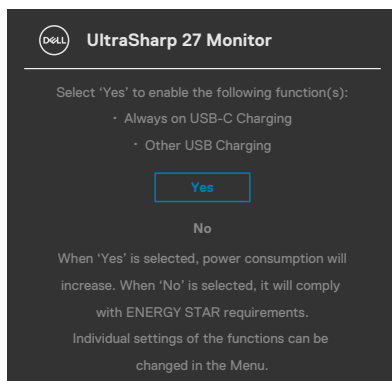 DELL UltraSharp 27 Monitor
Select ‘Yes’ to enable the following function(s):
· Always on USB-C Charging
· Other USB Charging
Yes
No
When ‘Yes’ is selected, power consumption will
increase. When ‘No’ is selected, it will comply
with ENERGY STAR requirements.
Individual settings of the functions can be
changed in the Menu.